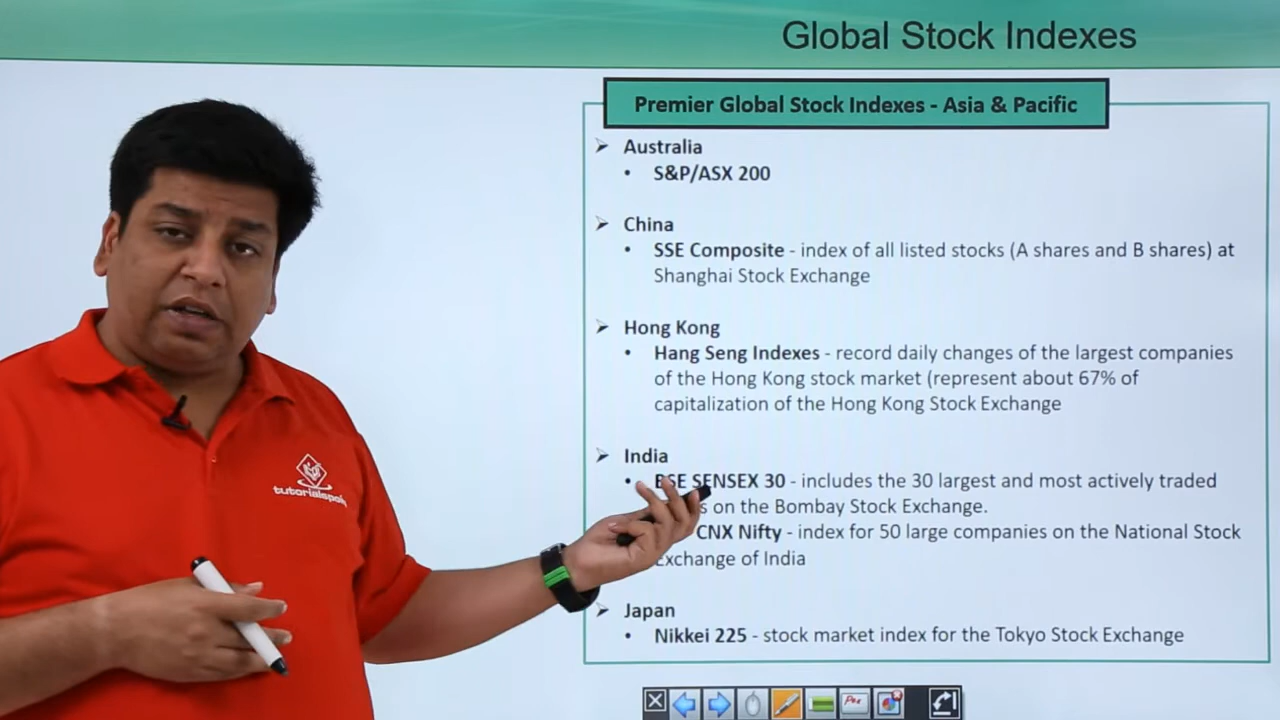 Global Stock Indexes
Premier Global Stock Indexes - Asia & Pacific
Australia
S&P/ASX 200
China
SSE Composite - index of all listed stocks (A shares and B shares) at
Shanghai Stock Exchange
Hong Kong
Hang Seng Indexes - record daily changes of the largest companies
of the Hong Kong stock market (represent about 67% of
capitalization of the Hong Kong Stock Exchange
India
BSE SENSEX 30 - includes the 30 largest and most actively traded
on the Bombay Stock Exchange.
CNX Nifty - index for 50 large companies on the National Stock
Exchange of India
Japan
Nikkei 225 - stock market index for the Tokyo Stock Exchange